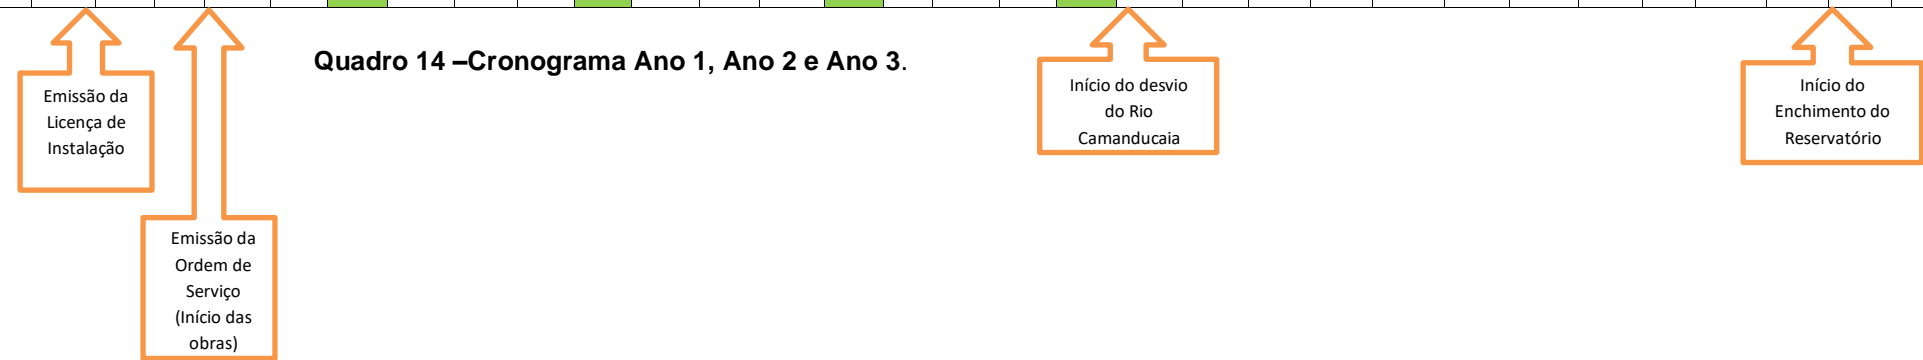 Quadro 14 –Cronograma Ano 1, Ano 2 e Ano 3.
Emissão da
Licença de
Instalação
Emissão da
Ordem de
Serviço
(Início das
obras)
Início do desvio
do Rio
Camanducaia
Início do
Enchimento do
Reservatório